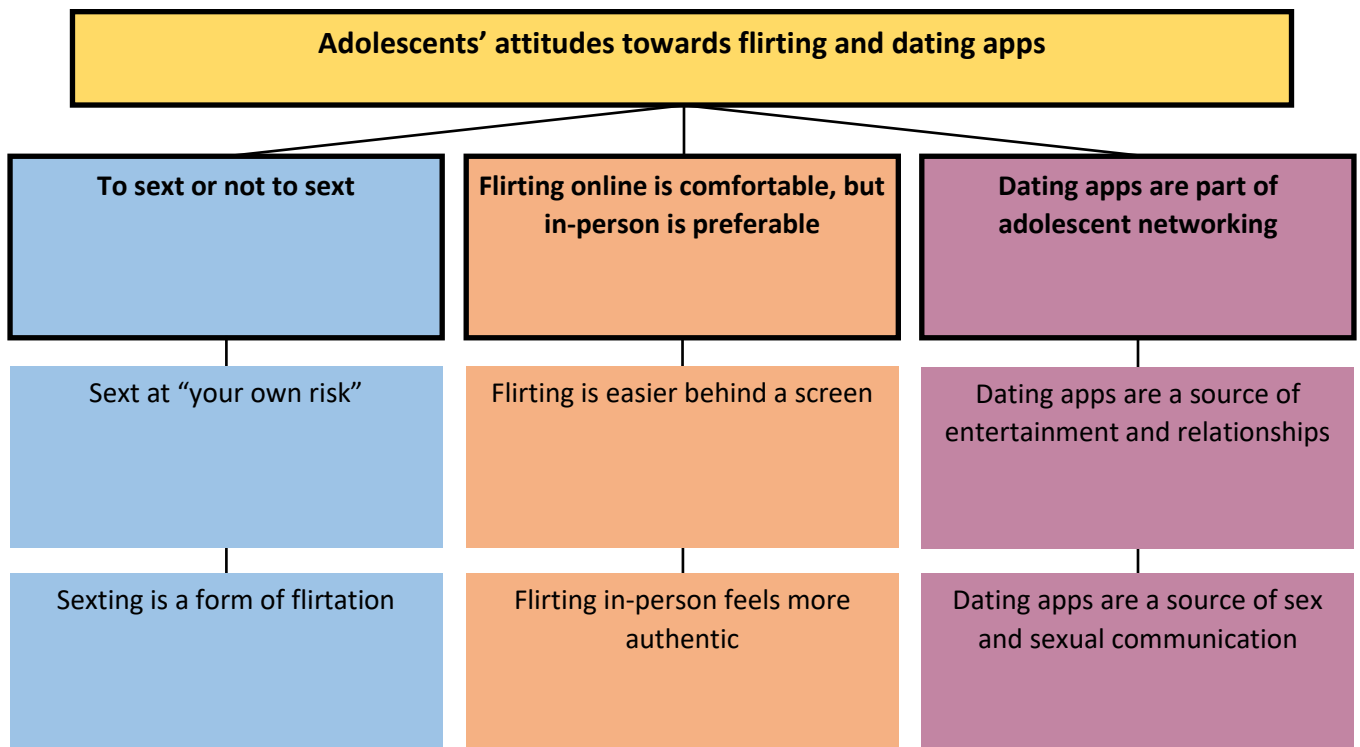 Adolescents’ attitudes towards flirting and dating apps
To sext or not to sext
Flirting online is comfortable, but
in-person is preferable
Dating apps are part of
adolescent networking
Sext at “your own risk”
Flirting is easier behind a screen
Dating apps are a source of
entertainment and relationships
Sexting is a form of flirtation
Flirting in-person feels more
authentic
Dating apps are a source of sex
and sexual communication